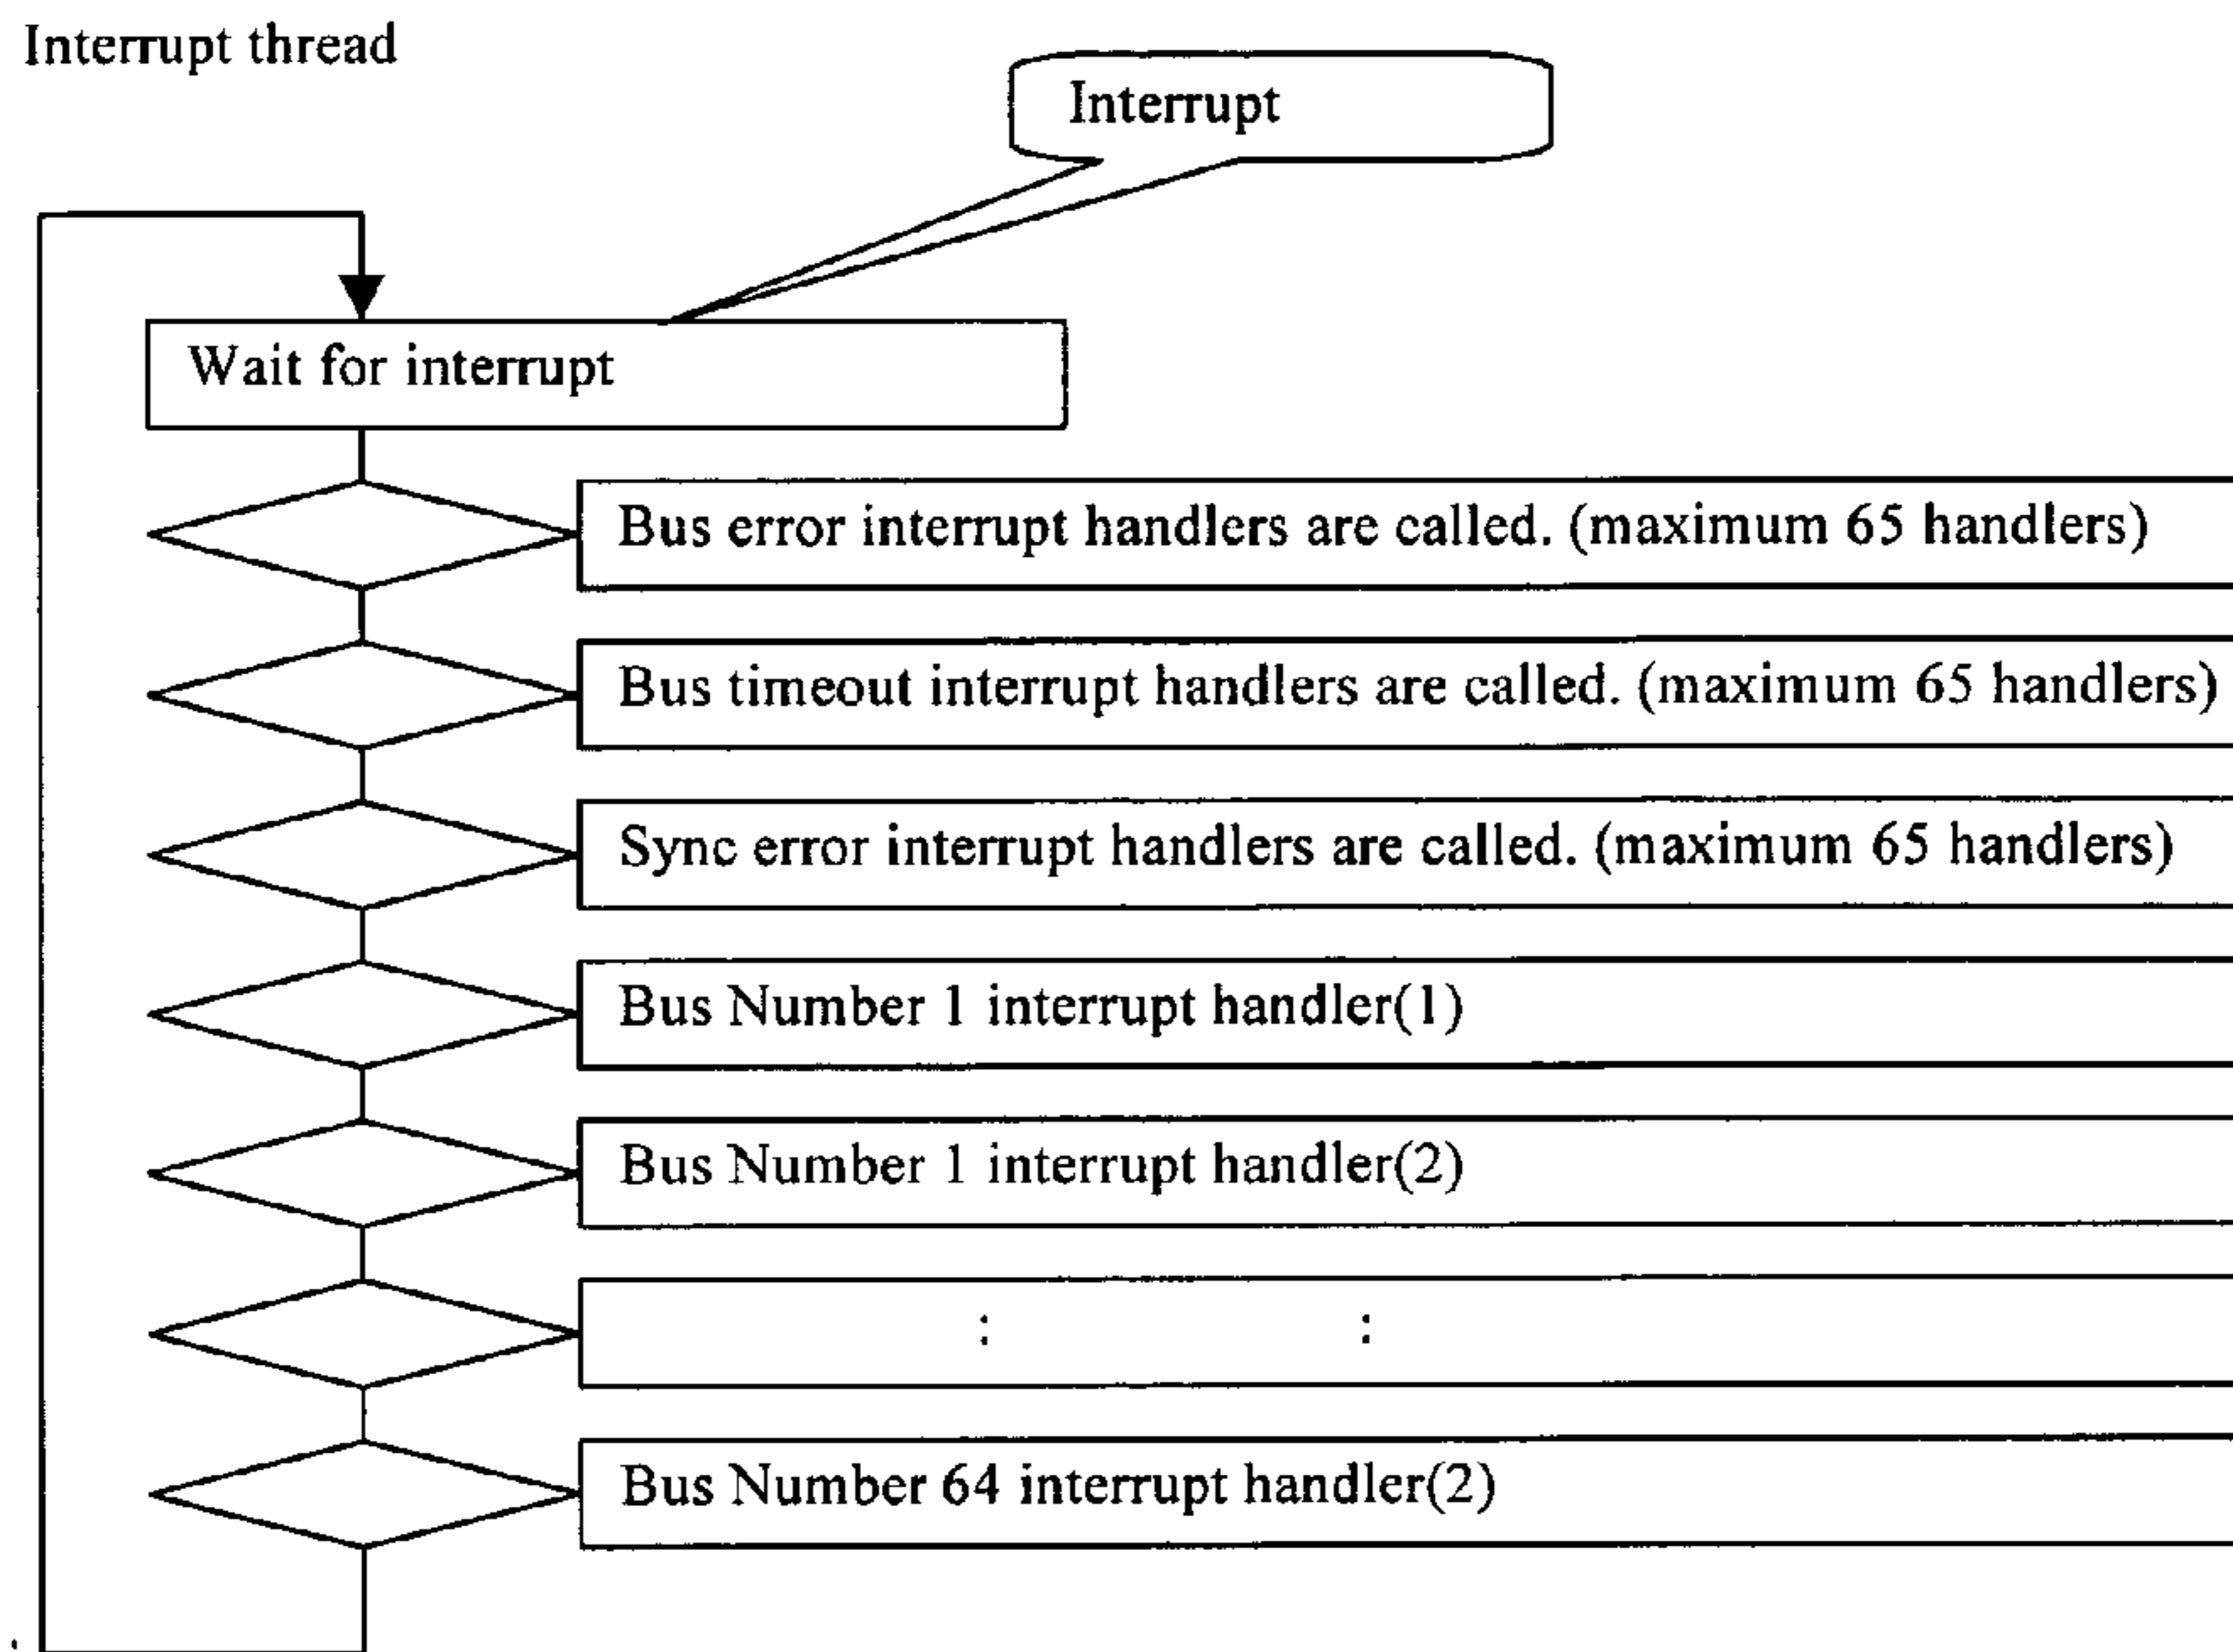 Interrupt thread
Interrupt
Wait for interrupt
Bus error interrupt handlers are called. (maximum 65 handlers)
Bus timeout interrupt handlers are called. (maximum 65 handlers)
Sync error interrupt handlers are called. (maximum 65 handlers)
Bus Number 1 interrupt handler(1)
Bus Number 1 interrupt handler(2)
: :
Bus Number 64 interrupt handler(2)